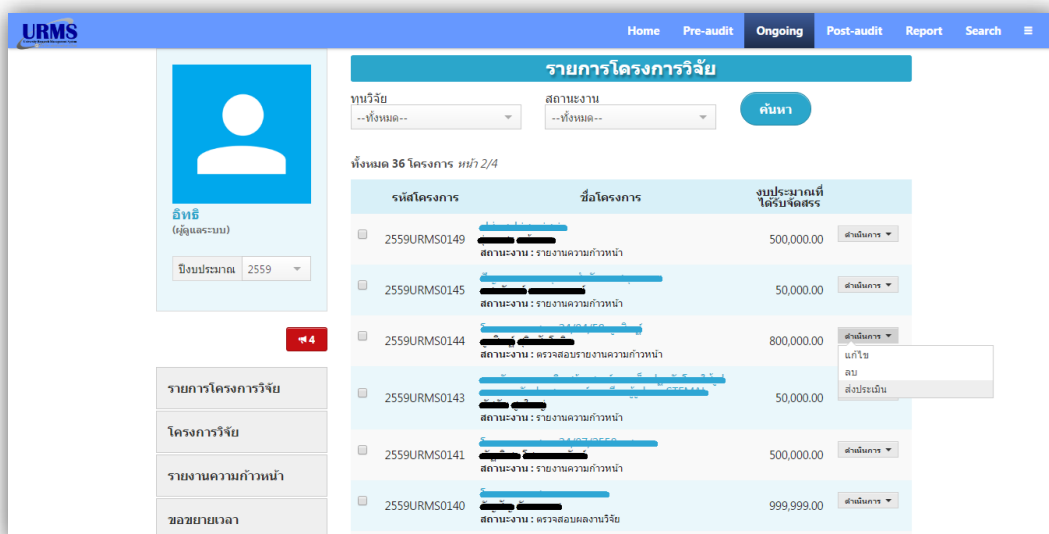 URMS
Home Pre-audit Ongoing Post-audit Report Search
รายการโครงการวิจัย
ทุนวิจัย สถานะงาน
--ทั้งหมด-- --ทั้งหมด-- ค้นหา
ทั้งหมด 36 โครงการ หน้า 2/4
รหัสโครงการ ชื่อโครงการ งบประมาณที่
ได้รับจัดสรร
อิทธิ
(ผู้ดูแลระบบ)
ปีงบประมาณ 2559
4
รายการโครงการวิจัย
โครงการวิจัย
รายงานความก้าวหน้า
ขอขยายเวลา
2559URMS0149 500,000.00 ดำเนินการ
สถานะงาน : รายงานความก้าวหน้า
2559URMS0145 50,000.00 ดำเนินการ
สถานะงาน : รายงานความก้าวหน้า
2559URMS0144 800,000.00 ดำเนินการ
สถานะงาน : ตรวจสอบรายงานความก้าวหน้า
แก้ไข
ลบ
ส่งประเมิน
2559URMS0143 50,000.00
สถานะงาน : รายงานความก้าวหน้า
2559URMS0141 500,000.00 ดำเนินการ
สถานะงาน : รายงานความก้าวหน้า
2559URMS0140 999,999.00 ดำเนินการ
สถานะงาน : ตรวจสอบผลงานวิจัย